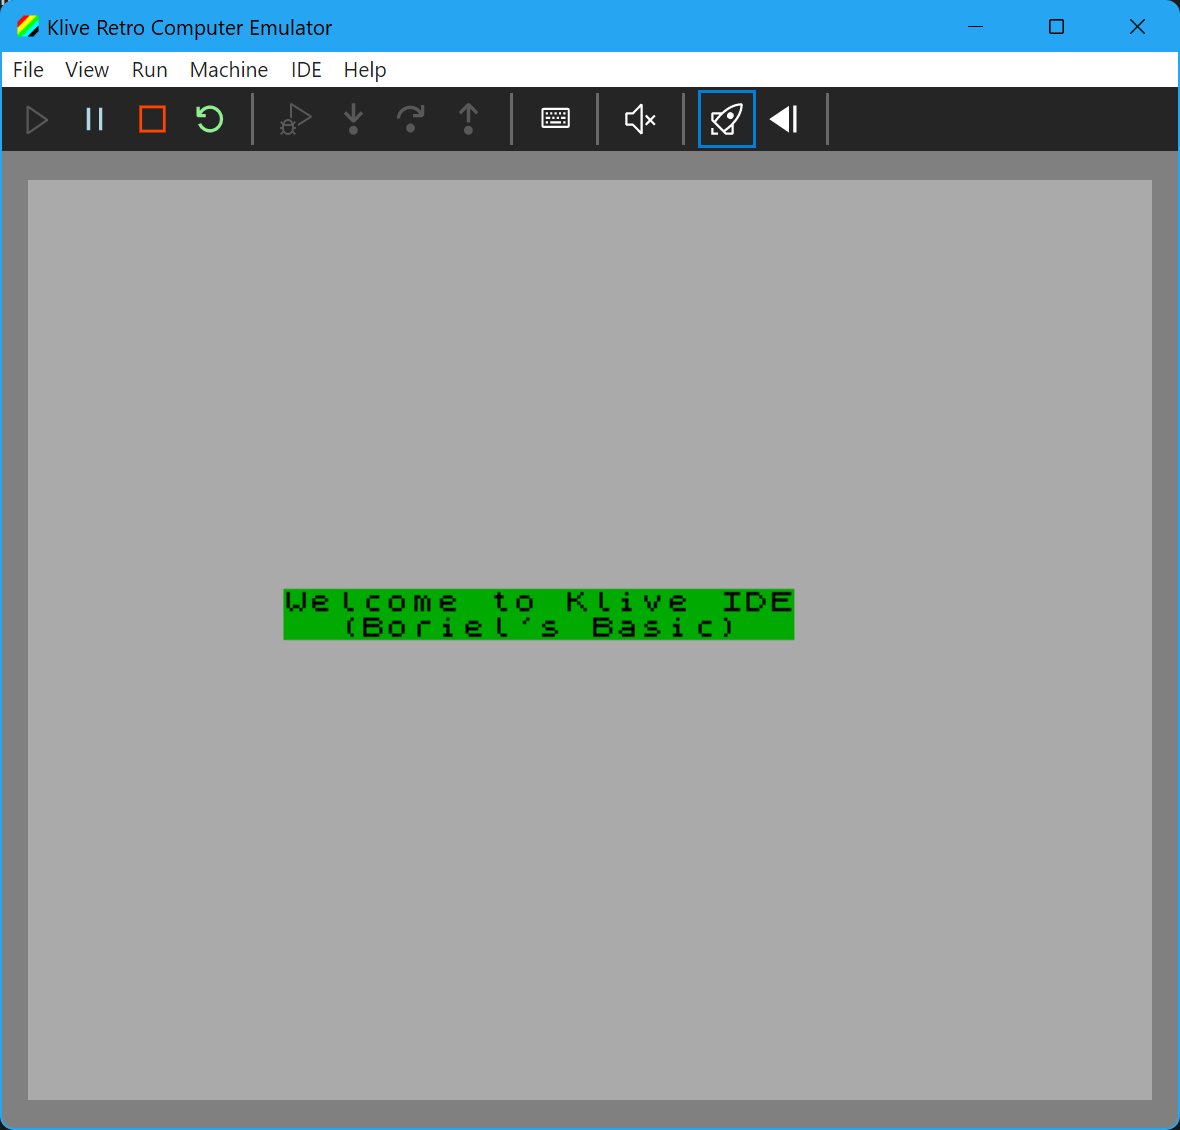 Klive Retro Computer Emulator
File View Run Machine IDE Help
Welcome to Klive IDE
(Boriel's Basic)